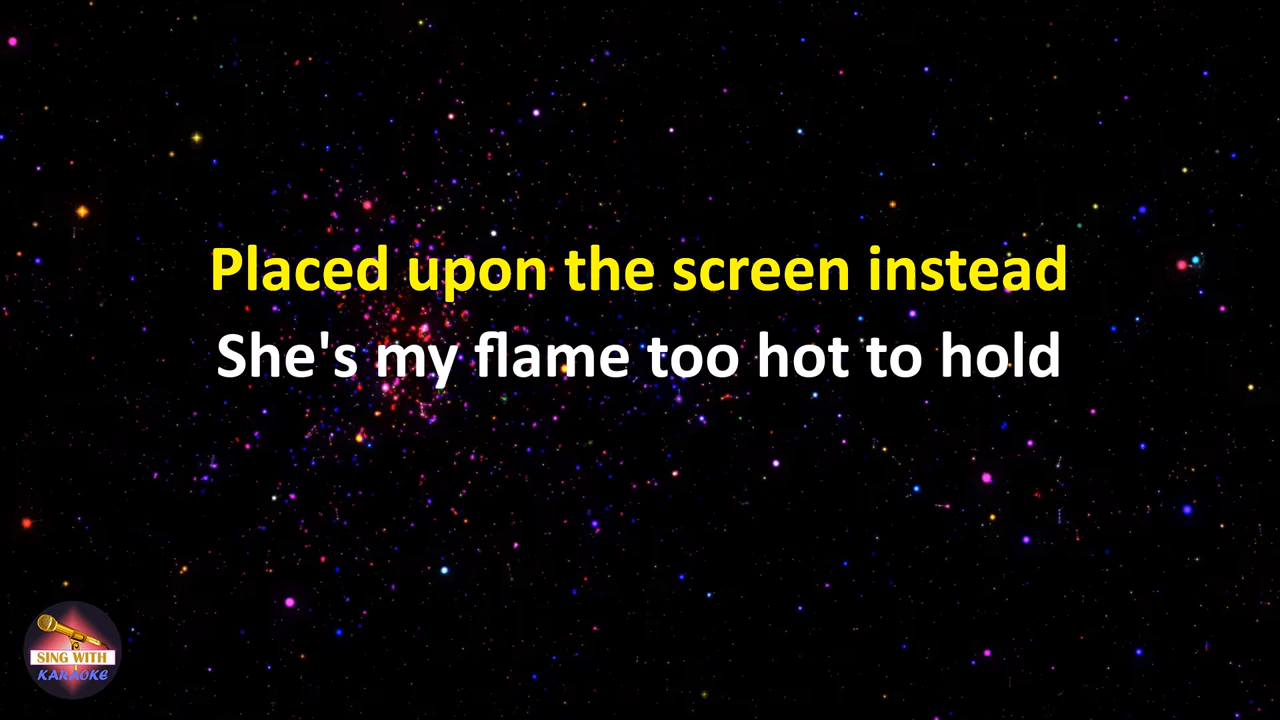 Placed upon the screen instead
She's my flame too hot to hold
SING WITH
KARAOKE